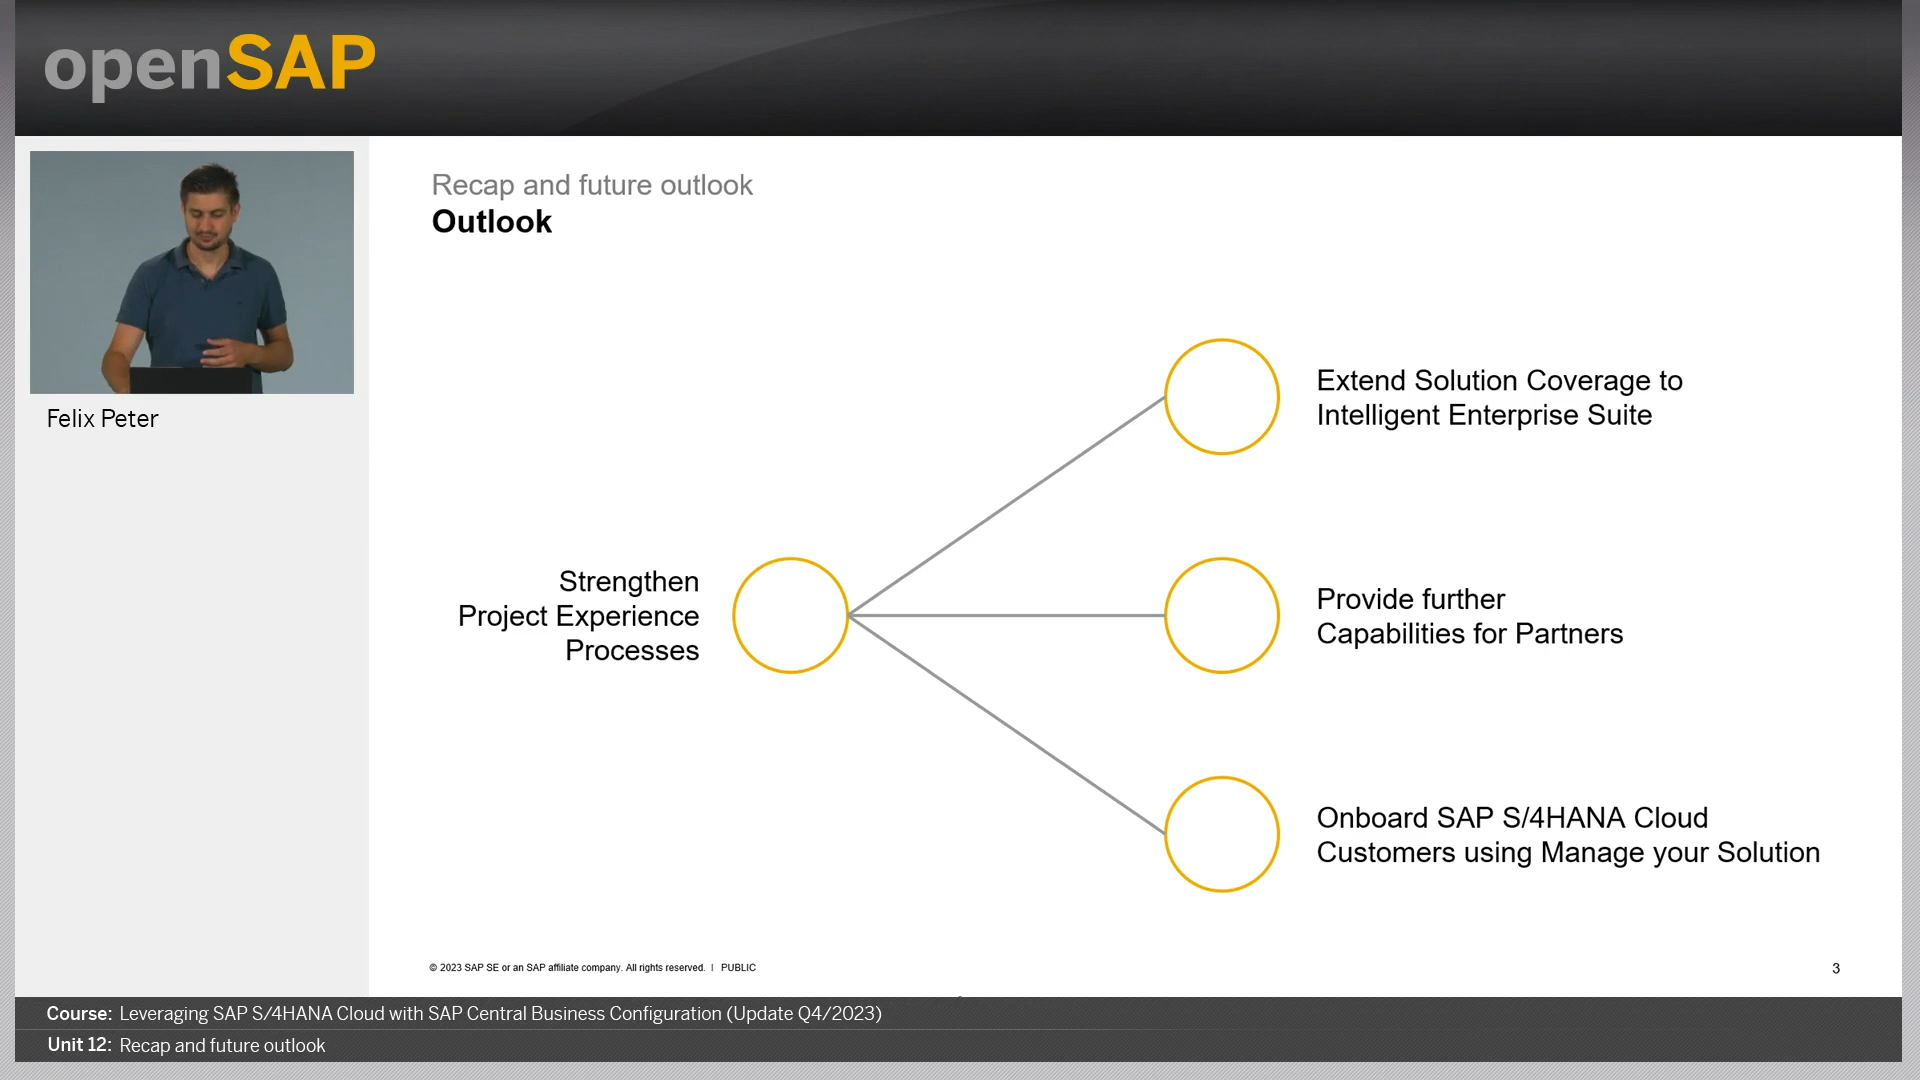 openSAP
Felix Peter
Recap and future outlook
Outlook
Strengthen
Project Experience
Processes
Extend Solution Coverage to
Intelligent Enterprise Suite
Provide further
Capabilities for Partners
Onboard SAP S/4HANA Cloud
Customers using Manage your Solution
© 2023 SAP SE or an SAP affiliate company. All rights reserved. | PUBLIC
3
Course: Leveraging SAP S/4HANA Cloud with SAP Central Business Configuration (Update Q4/2023)
Unit 12: Recap and future outlook